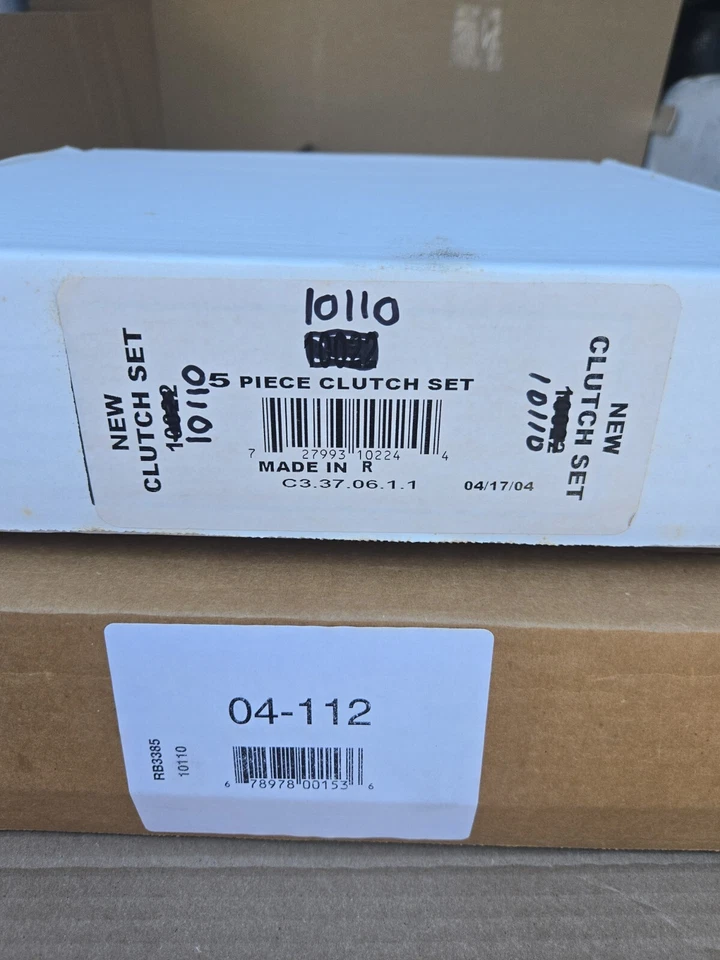 10110
5 PIECE CLUTCH SET
7 27993 10224 4
MADE IN R
C3.37.06.1.1 04/17/04
NEW
CLUTCH SET
10110
NEW
CLUTCH SET
10110
04-112
RB3385
10110
6 78978 00153 6